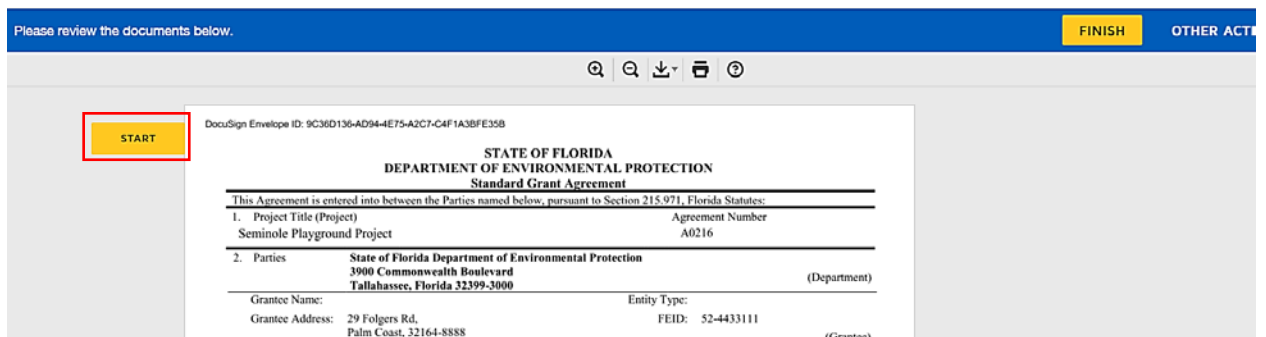 Please review the documents below.
FINISH
OTHER ACTI
START
DocuSign Envelope ID: 9C36D136-AD94-4E75-A2C7-C4F1A3BFE35B
STATE OF FLORIDA
DEPARTMENT OF ENVIRONMENTAL PROTECTION
Standard Grant Agreement
This Agreement is entered into between the Parties named below, pursuant to Section 215.971, Florida Statutes:
1. Project Title (Project) Agreement Number
Seminole Playground Project A0216
2. Parties State of Florida Department of Environmental Protection
3900 Commonwealth Boulevard
Tallahassee, Florida 32399-3000 (Department)
Grantee Name: Entity Type:
Grantee Address: 29 Folgers Rd, FEID: 52-4433111
Palm Coast, 32164-8888 (Grantee)